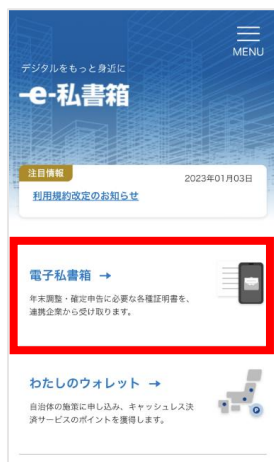 MENU
デジタルをもっと身近に
-e-私書箱
注目情報
2023年01月03日
利用規約改定のお知らせ
電子私書箱 →
年末調整・確定申告に必要な各種証明書を、
連携企業から受け取ります。
わたしのウォレット →
自治体の施策に申し込み、キャッシュレス決
済サービスのポイントを獲得します。